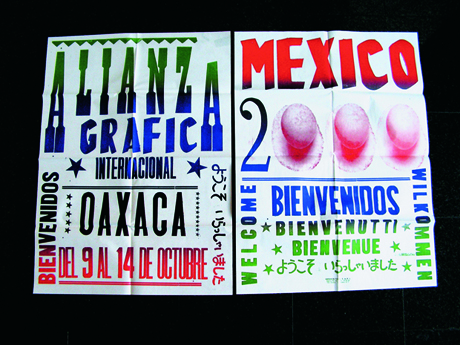 ALIANZA
GRAFIC
INTERNACIONAL
BIENVENIDOS
OAXACA
DEL 9 AL 14 DE OCTUBRE
ようこそ いらっしゃいました
MEXICO
2
WELCOME
BIENVENIDOS
BIENVENUTTI
BIENVENUE
ようこそ いらっしゃいました
WILKOMMEN